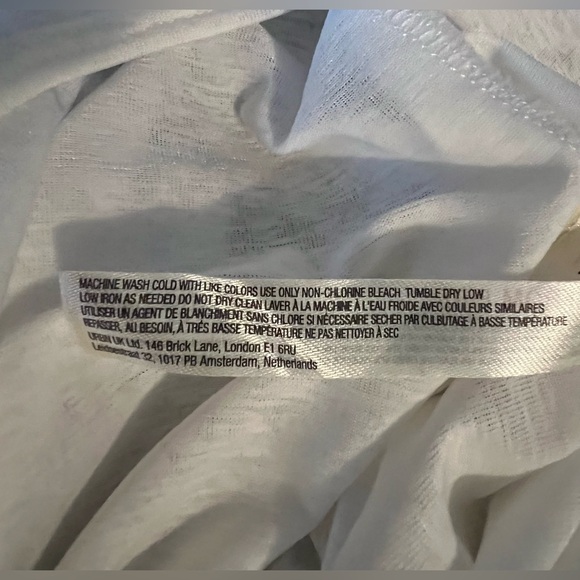 MACHINE WASH COLD WITH LIKE COLORS USE ONLY NON-CHLORINE BLEACH TUMBLE DRY LOW
LOW IRON AS NEEDED DO NOT DRY CLEAN LAVER À LA MACHINE À L'EAU FROIDE AVEC COULEURS SIMILAIRES
UTILISER UN AGENT DE BLANCHIMENT SANS CHLORE SI NÉCESSAIRE SECHER PAR CULBUTAGE À BASSE TEMPÉRATURE
REPASSER, AU BESOIN, À TRÈS BASSE TEMPÉRATURE NE PAS NETTOYER À SEC
URBN UK Ltd. 146 Brick Lane, London E1 6RU
32, 1017 PB Amsterdam, Netherlands